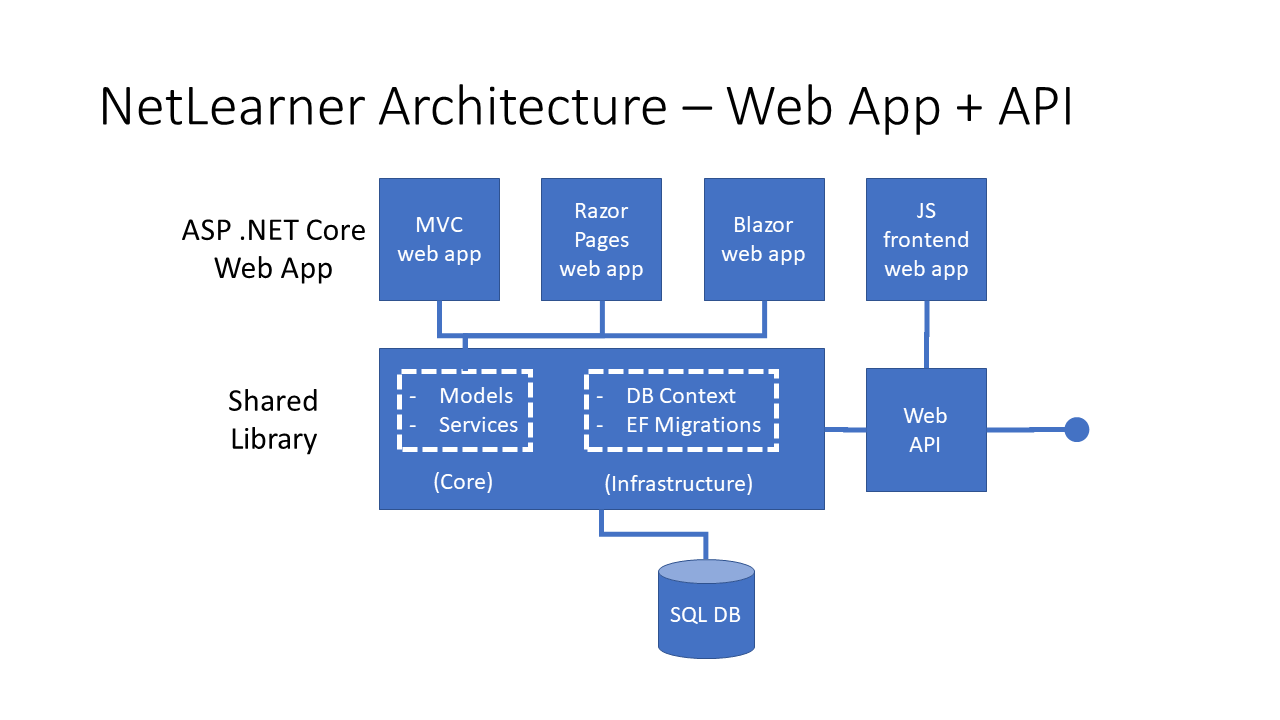 NetLearner Architecture – Web App + API
ASP .NET Core
Web App
MVC
web app
Razor
Pages
web app
Blazor
web app
JS
frontend
web app
Shared
Library
- Models
- Services
(Core)
- DB Context
- EF Migrations
(Infrastructure)
Web
API
SQL DB